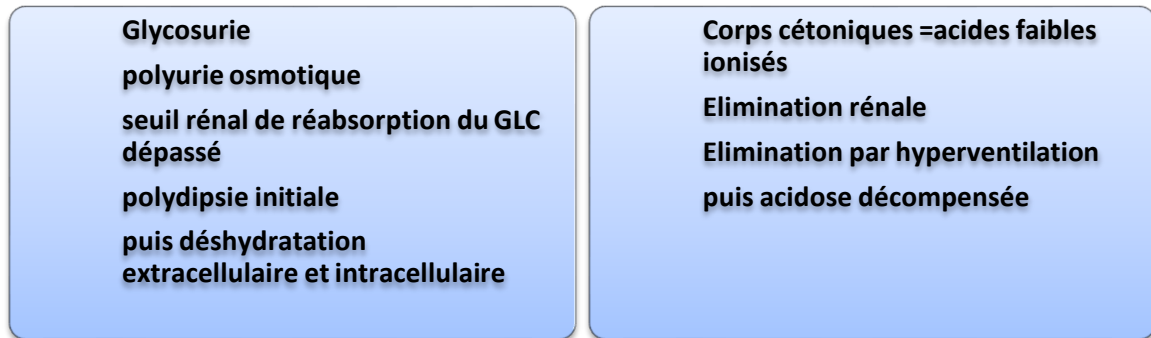 Glycosurie
polyurie osmotique
seuil rénal de réabsorption du GLC
dépassé
polydipsie initiale
puis déshydratation
extracellulaire et intracellulaire
Corps cétoniques =acides faibles
ionisés
Elimination rénale
Elimination par hyperventilation
puis acidose décompensée